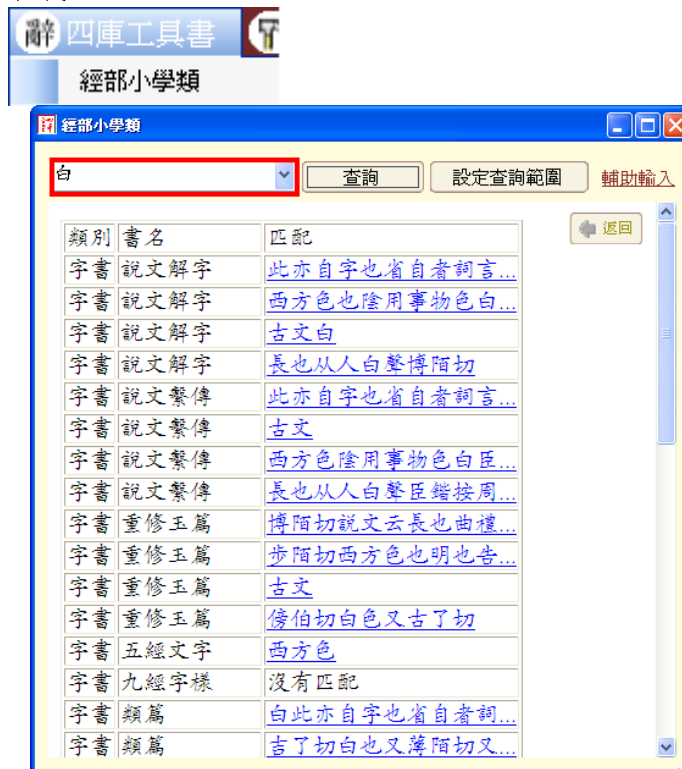 辭 四庫工具書
經部小學類
經部小學類
白 查詢 設定查詢範圍 輔助輸入
返回
類別 書名 匹配
字書 說文解字 此亦自字也省自者詞言...
字書 說文解字 西方色也陰用事物色白...
字書 說文解字 古文白
字書 說文解字 長也从人白聲博陌切
字書 說文繫傳 此亦自字也省自者詞言...
字書 說文繫傳 古文
字書 說文繫傳 西方色陰用事物色白臣...
字書 說文繫傳 長也从人白聲臣鍇按周...
字書 重修玉篇 博陌切說文云長也曲禮...
字書 重修玉篇 步陌切西方色也明也告...
字書 重修玉篇 古文
字書 重修玉篇 傍伯切白色又古了切
字書 五經文字 西方色
字書 九經字樣 沒有匹配
字書 類篇 白此亦自字也省自者詞...
字書 類篇 吉了切白也又薄陌切又...